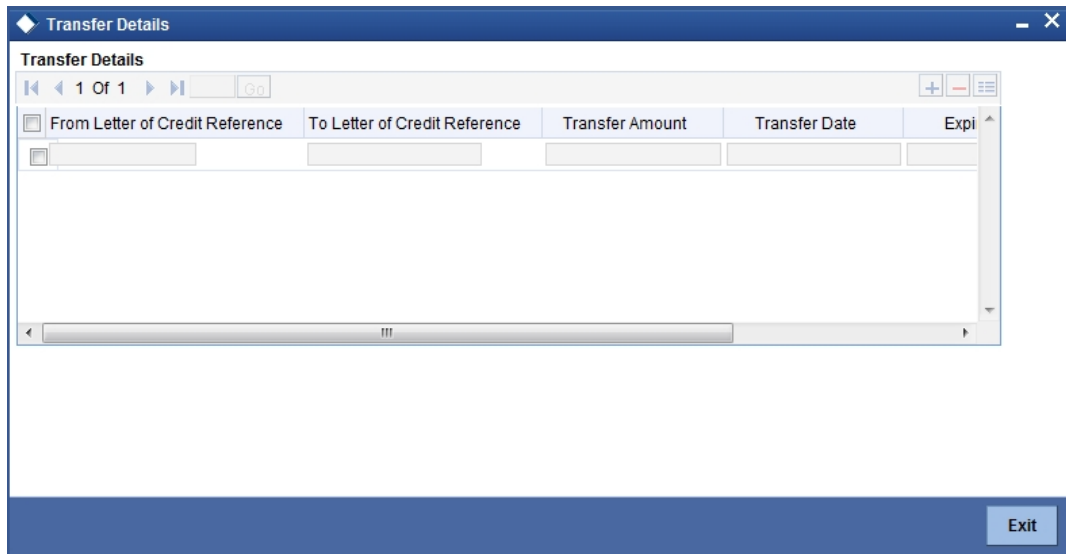 Transfer Details
Transfer Details
1 Of 1 Go
From Letter of Credit Reference To Letter of Credit Reference Transfer Amount Transfer Date Expi
Exit